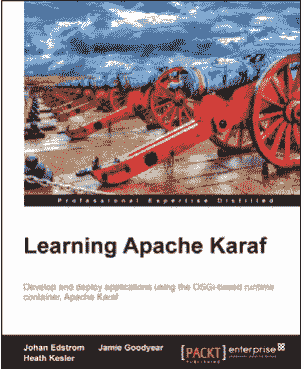 Professional Expertise Distilled
Learning Apache Karaf
Develop and deploy applications using the OSGi-based runtime
container, Apache Karaf
Johan Edstrom Jamie Goodyear
Heath Kesler
[PACKT] enterprise
PUBLISHING